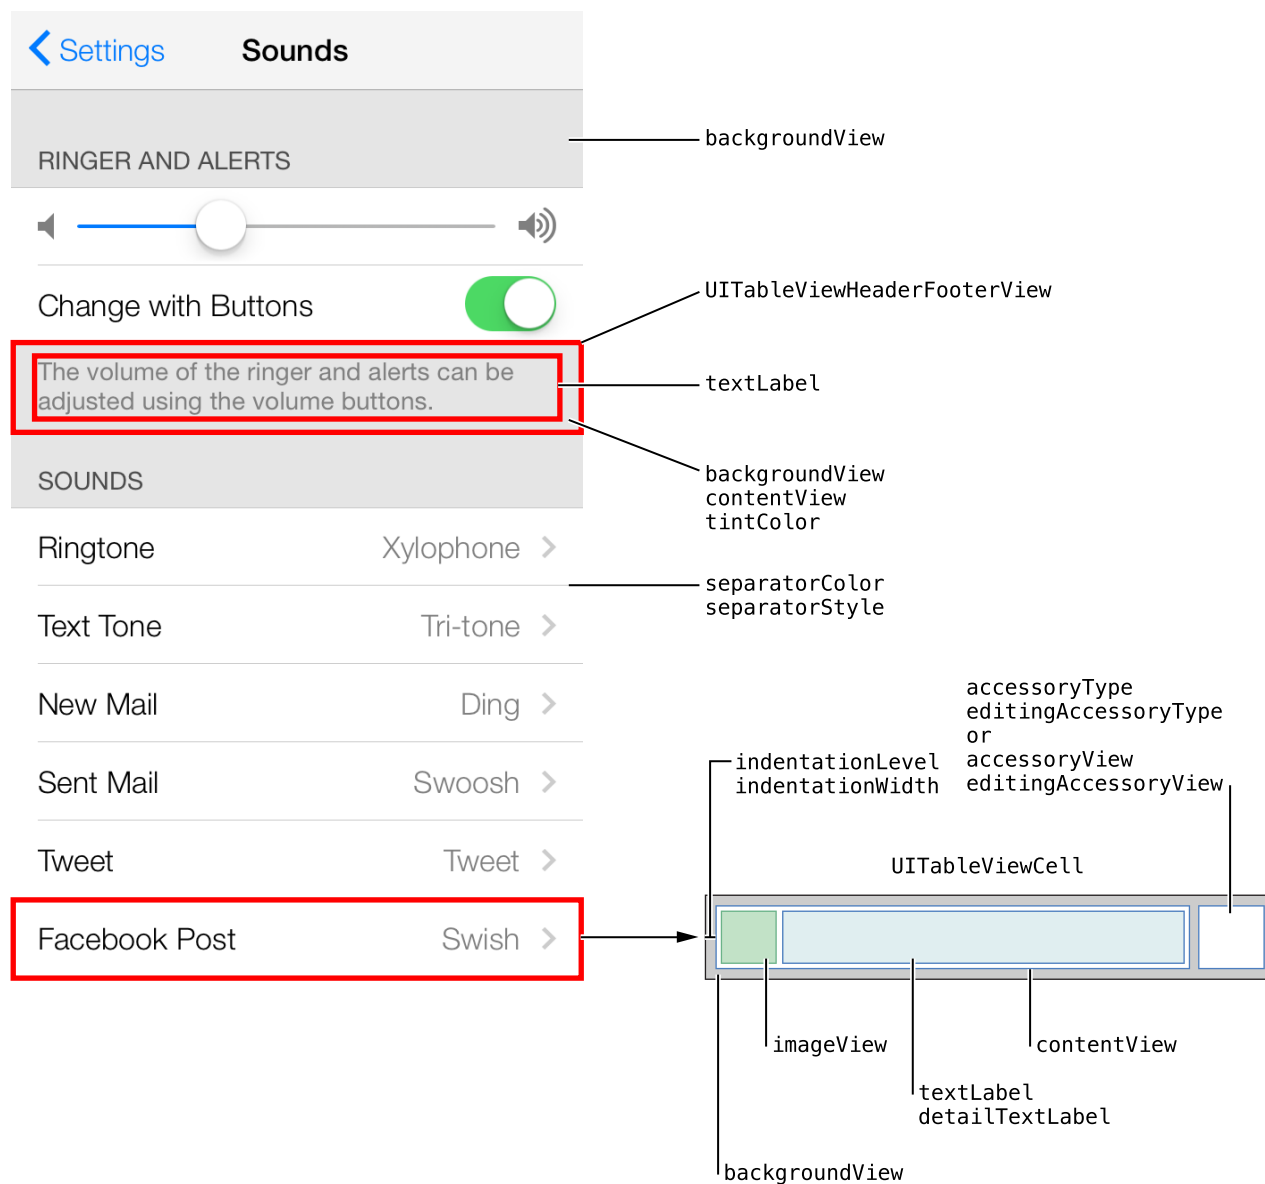 Settings
Sounds
backgroundView
RINGER AND ALERTS
UITableViewHeaderFooterView
Change with Buttons
The volume of the ringer and alerts can be
adjusted using the volume buttons.
textLabel
backgroundView
contentView
tintColor
SOUNDS
Ringtone
Xylophone
separatorColor
separatorStyle
Text Tone
Tri-tone
New Mail
Ding
Sent Mail
Swoosh
Tweet
Tweet
Facebook Post
Swish
accessoryType
editingAccessoryType
or
accessoryView
editingAccessoryView
indentationLevel
indentationWidth
UITableViewCell
imageView
contentView
textLabel
detailTextLabel
backgroundView